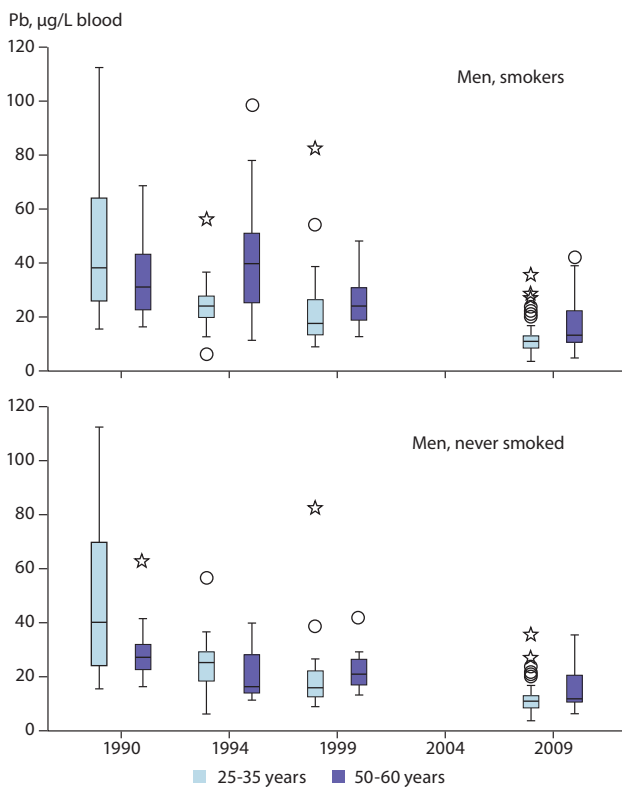 Pb, µg/L blood
120
Men, smokers
100
80
60
40
20
0
120
Men, never smoked
100
80
60
40
20
0
1990 1994 1999 2004 2009
25-35 years 50-60 years